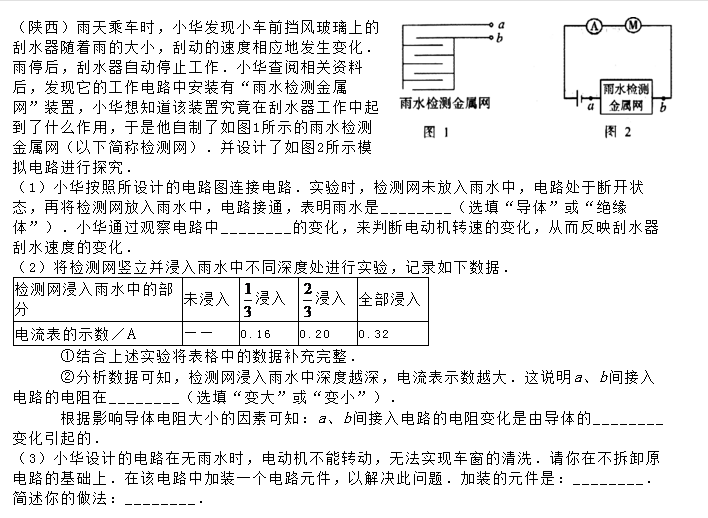 （陕西）雨天乘车时，小华发现小车前挡风玻璃上的
刮水器随着雨的大小，刮动的速度相应地发生变化．
雨停后，刮水器自动停止工作．小华查阅相关资料
后，发现它的工作电路中安装有“雨水检测金属
网”装置，小华想知道该装置究竟在刮水器工作中起
到了什么作用，于是他自制了如图1所示的雨水检测
金属网（以下简称检测网）．并设计了如图2所示模
拟电路进行探究．
a
b
雨水检测金属网
图 1
A
M
雨水检测
金属网
a
b
图 2
（1）小华按照所设计的电路图连接电路．实验时，检测网未放入雨水中，电路处于断开状
态，再将检测网放入雨水中，电路接通，表明雨水是________（选填“导体”或“绝缘
体”）．小华通过观察电路中________的变化，来判断电动机转速的变化，从而反映刮水器
刮水速度的变化．
（2）将检测网竖立并浸入雨水中不同深度处进行实验，记录如下数据．
检测网浸入雨水中的部分 未浸入 1/3浸入 2/3浸入 全部浸入
电流表的示数／A —— 0.16 0.20 0.32
①结合上述实验将表格中的数据补充完整．
②分析数据可知，检测网浸入雨水中深度越深，电流表示数越大．这说明a、b间接入
电路的电阻在________（选填“变大”或“变小”）．
根据影响导体电阻大小的因素可知：a、b间接入电路的电阻变化是由导体的________
变化引起的．
（3）小华设计的电路在无雨水时，电动机不能转动，无法实现车窗的清洗．请你在不拆卸原
电路的基础上．在该电路中加装一个电路元件，以解决此问题．加装的元件是：________．
简述你的做法：________．